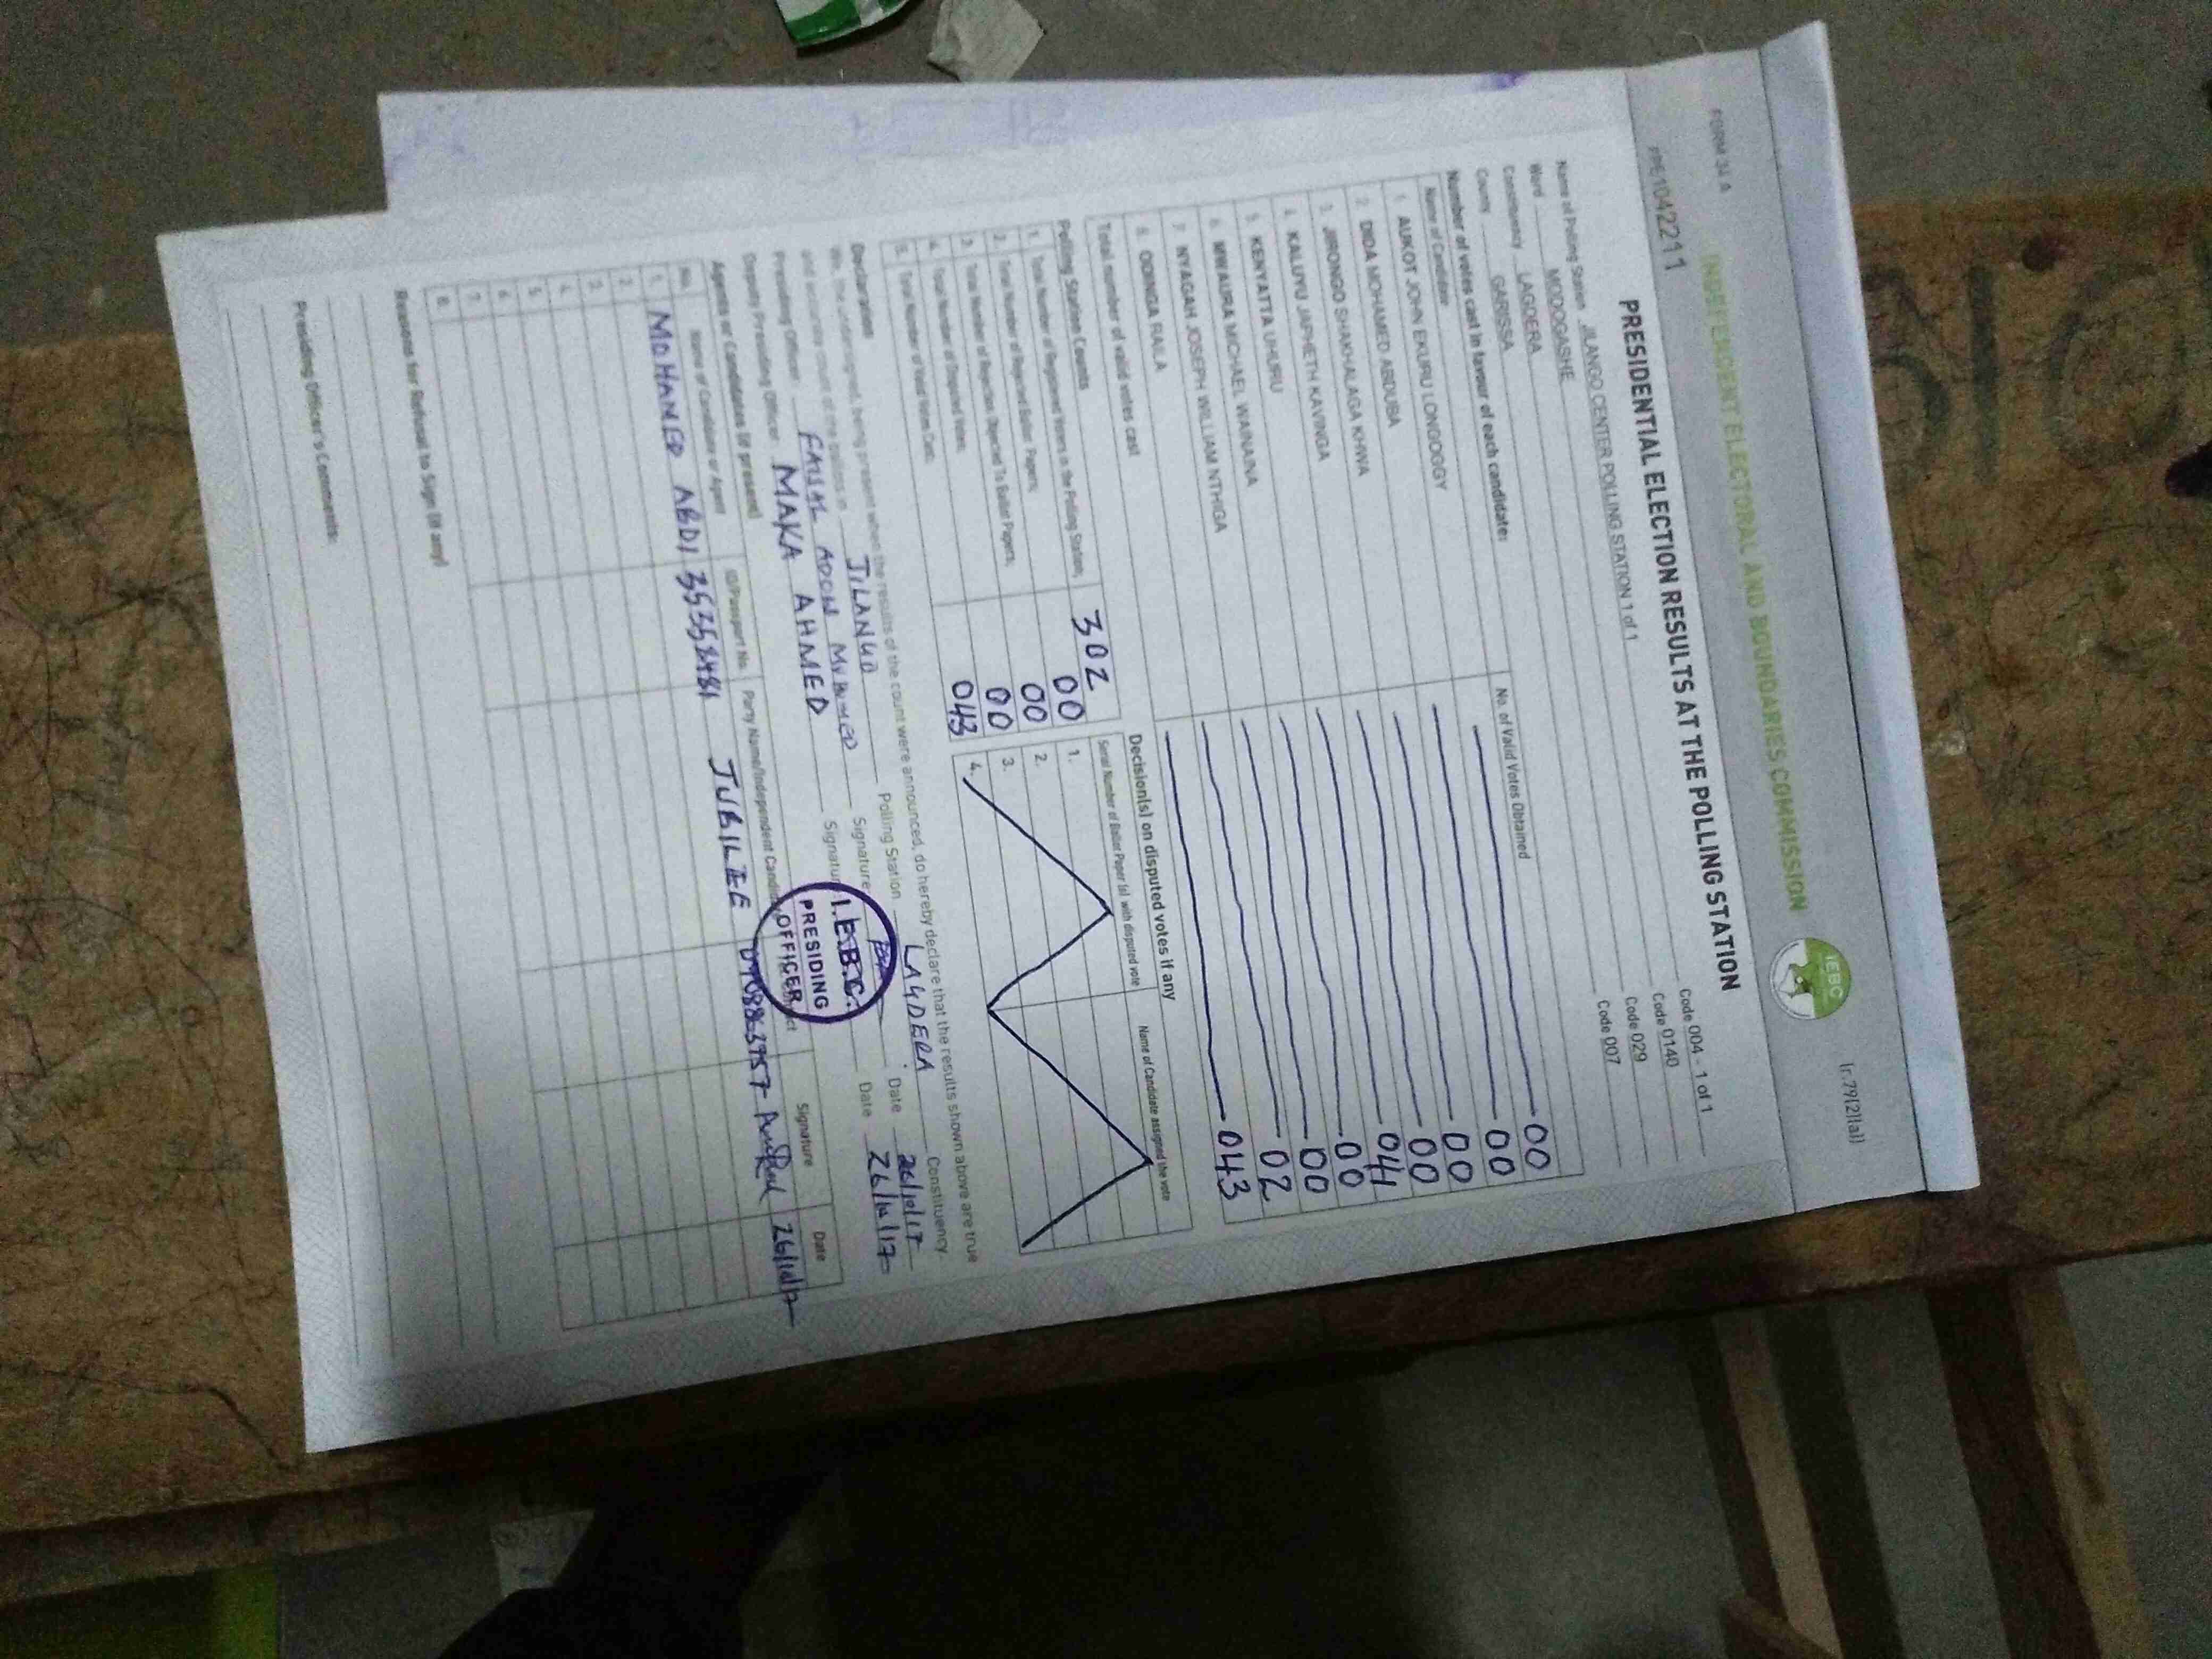 FORM 34 A
INDEPENDENT ELECTORAL AND BOUNDARIES COMMISSION
IEBC
(r.79(2)(a))
PPE1042211
PRESIDENTIAL ELECTION RESULTS AT THE POLLING STATION
Name of Polling Station JILANGO CENTER POLLING STATION 1 of 1 Code 004 - 1 of 1
Ward MODOGASHE Code 0140
Constituency LAGDERA Code 029
County GARISSA Code 007
Number of votes cast in favour of each candidate:
Name of Candidate No. of Valid Votes Obtained
1. AUKOT JOHN EKURU LONGOGGY 00
2. DIDA MOHAMED ABDUBA 00
3. JIRONGO SHAKHALAGA KHWA 00
4. KALUYU JAPHETH KAVINGA 00
5. KENYATTA UHURU 041
6. MWAURA MICHAEL WAINAINA 00
7. NYAGAH JOSEPH WILLIAM NTHIGA 00
8. ODINGA RAILA 02
Total number of valid votes cast 043
Polling Station Counts
1. Total Number of Registered Voters in the Polling Station; 302
2. Total Number of Rejected Ballot Papers; 00
3. Total Number of Rejection Objected To Ballot Papers; 00
4. Total Number of Disputed Votes; 00
5. Total Number of Valid Votes Cast; 043
Decision(s) on disputed votes if any
Serial Number of Ballot Paper (s) with disputed vote Name of Candidate assigned the vote
1.
2.
3.
4.
Declaration
We, the undersigned, being present when the results of the count were announced, do hereby declare that the results shown above are true
and accurate count of the ballots in JILANGO Polling Station LAGDERA Constituency
Presiding Officer FAISAL ADOW MOHAMED Signature Date 26/10/17
Deputy Presiding Officer MAKA AHMED Signature Date 26/10/17
I.E.B.C.
PRESIDING
OFFICER
Agents or Candidates (if present)
No. Name of Candidate or Agent ID/Passport No. Party Name/Independent Candidate Contact Signature Date
1. MOHAMED ABDI 35358481 JUBILEE 0708863957 26/10/17
2.
3.
4.
5.
6.
7.
8.
Reasons for Refusal to Sign (if any)
Presiding Officer's Comments: